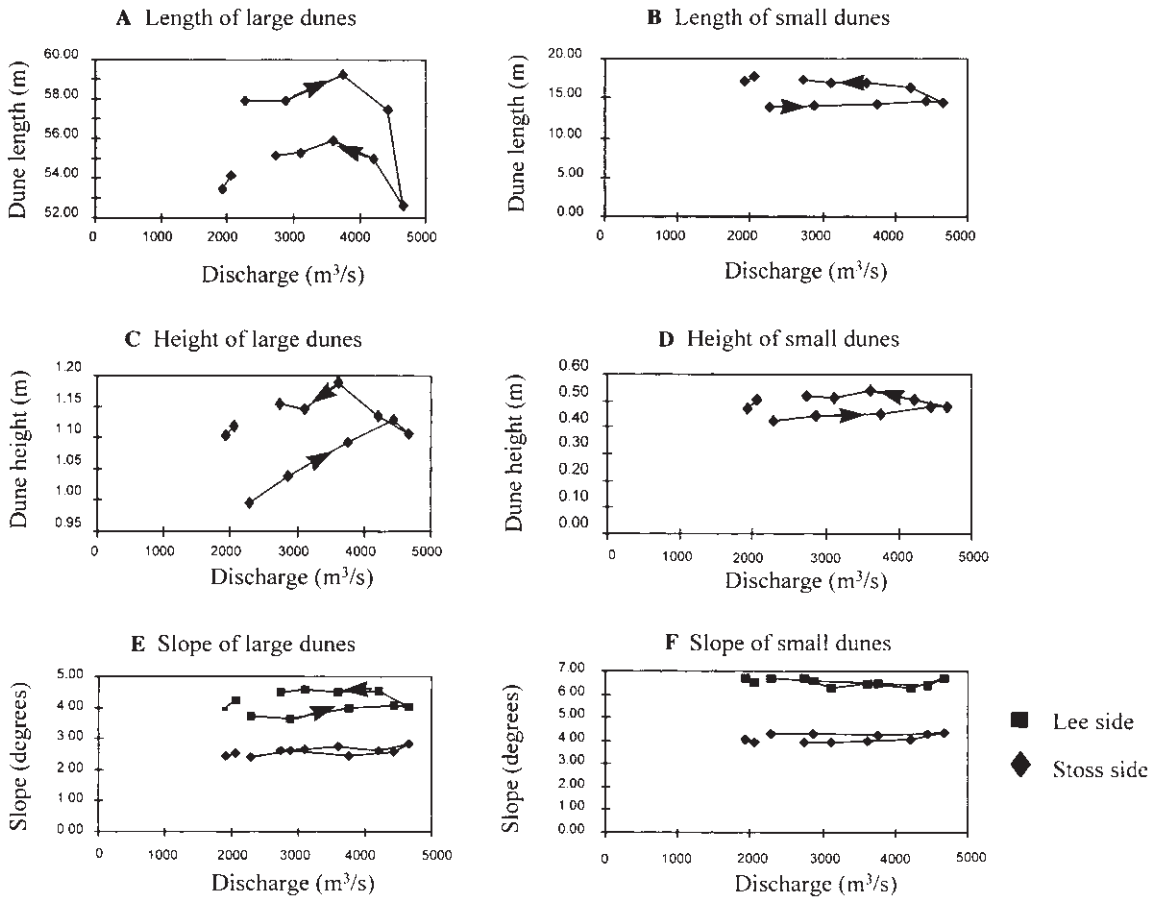 A Length of large dunes
Dune length (m)
60.00
58.00
56.00
54.00
52.00
0 1000 2000 3000 4000 5000
Discharge (m³/s)
B Length of small dunes
Dune length (m)
20.00
15.00
10.00
5.00
0.00
0 1000 2000 3000 4000 5000
Discharge (m³/s)
C Height of large dunes
Dune height (m)
1.20
1.15
1.10
1.05
1.00
0.95
0 1000 2000 3000 4000 5000
Discharge (m³/s)
D Height of small dunes
Dune height (m)
0.60
0.50
0.40
0.30
0.20
0.10
0.00
0 1000 2000 3000 4000 5000
Discharge (m³/s)
E Slope of large dunes
Slope (degrees)
5.00
4.00
3.00
2.00
1 00
0.00
0 1000 2000 3000 4000 5000
Discharge (m³/s)
F Slope of small dunes
Slope (degrees)
7.00
6.00
5.00
4.00
3.00
2.00
1.00
0.00
0 1000 2000 3000 4000 5000
Discharge (m³/s)
Lee side
Stoss side